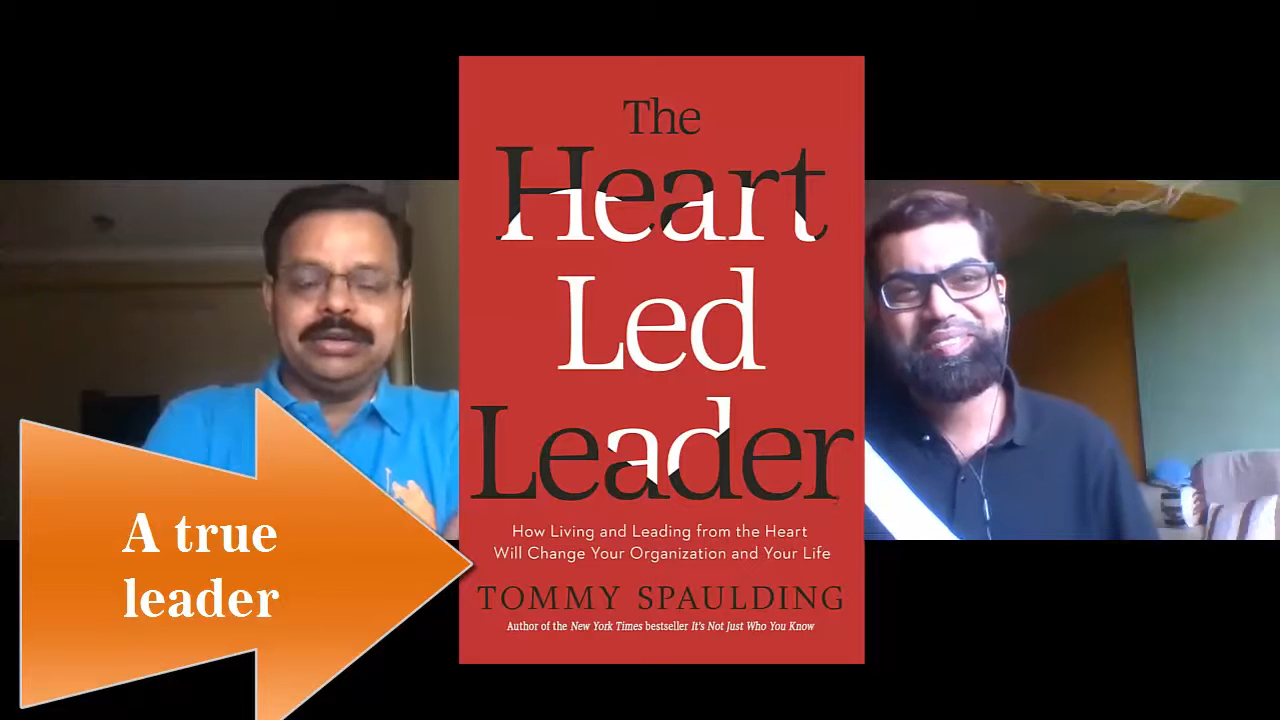 The
Heart
Led
Leader
How Living and Leading from the Heart
Will Change Your Organization and Your Life
TOMMY SPAULDING
Author of the New York Times bestseller It's Not Just Who You Know
A true
leader